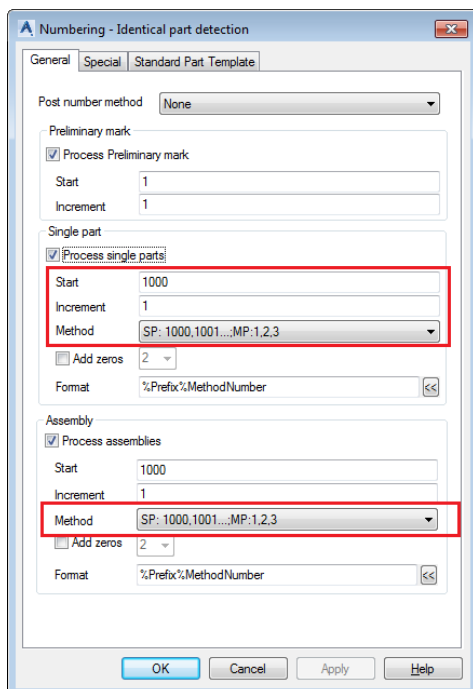 Numbering - Identical part detection
General Special Standard Part Template
Post number method None
Preliminary mark
Process Preliminary mark
Start 1
Increment 1
Single part
Process single parts
Start 1000
Increment 1
Method SP: 1000,1001...;MP:1,2,3
Add zeros 2
Format %Prefix%MethodNumber <<
Assembly
Process assemblies
Start 1000
Increment 1
Method SP: 1000,1001...;MP:1,2,3
Add zeros 2
Format %Prefix%MethodNumber <<
OK Cancel Apply Help